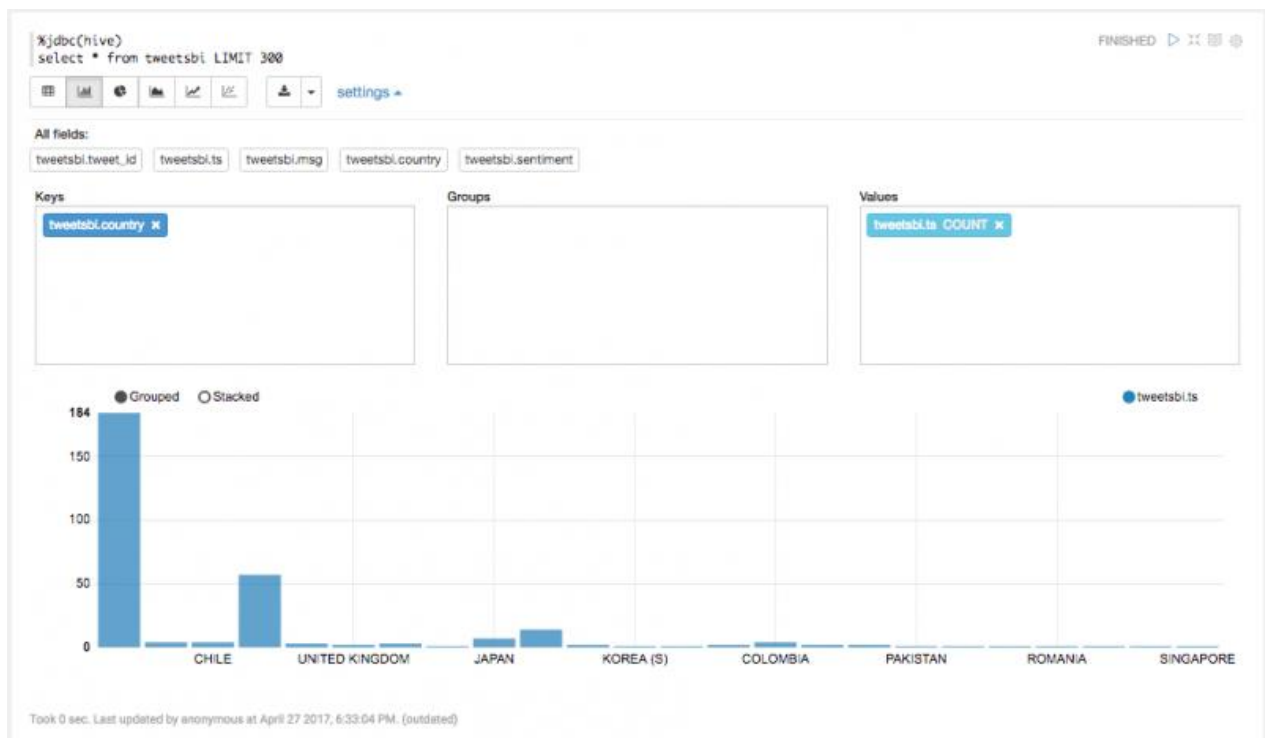 %jdbc(hive)
FINISHED
select * from tweetsbi LIMIT 300
settings
All fields:
tweetsbi.tweet_id tweetsbi.ts tweetsbi.msg tweetsbi.country tweetsbi.sentiment
Keys Groups Values
tweetsbi.country x tweetsbi.ts COUNT x
Grouped Stacked tweetsbi.ts
184
150
100
50
0
CHILE UNITED KINGDOM JAPAN KOREA (S) COLOMBIA PAKISTAN ROMANIA SINGAPORE
Took 0 sec. Last updated by anonymous at April 27 2017, 6:33:04 PM. (outdated)